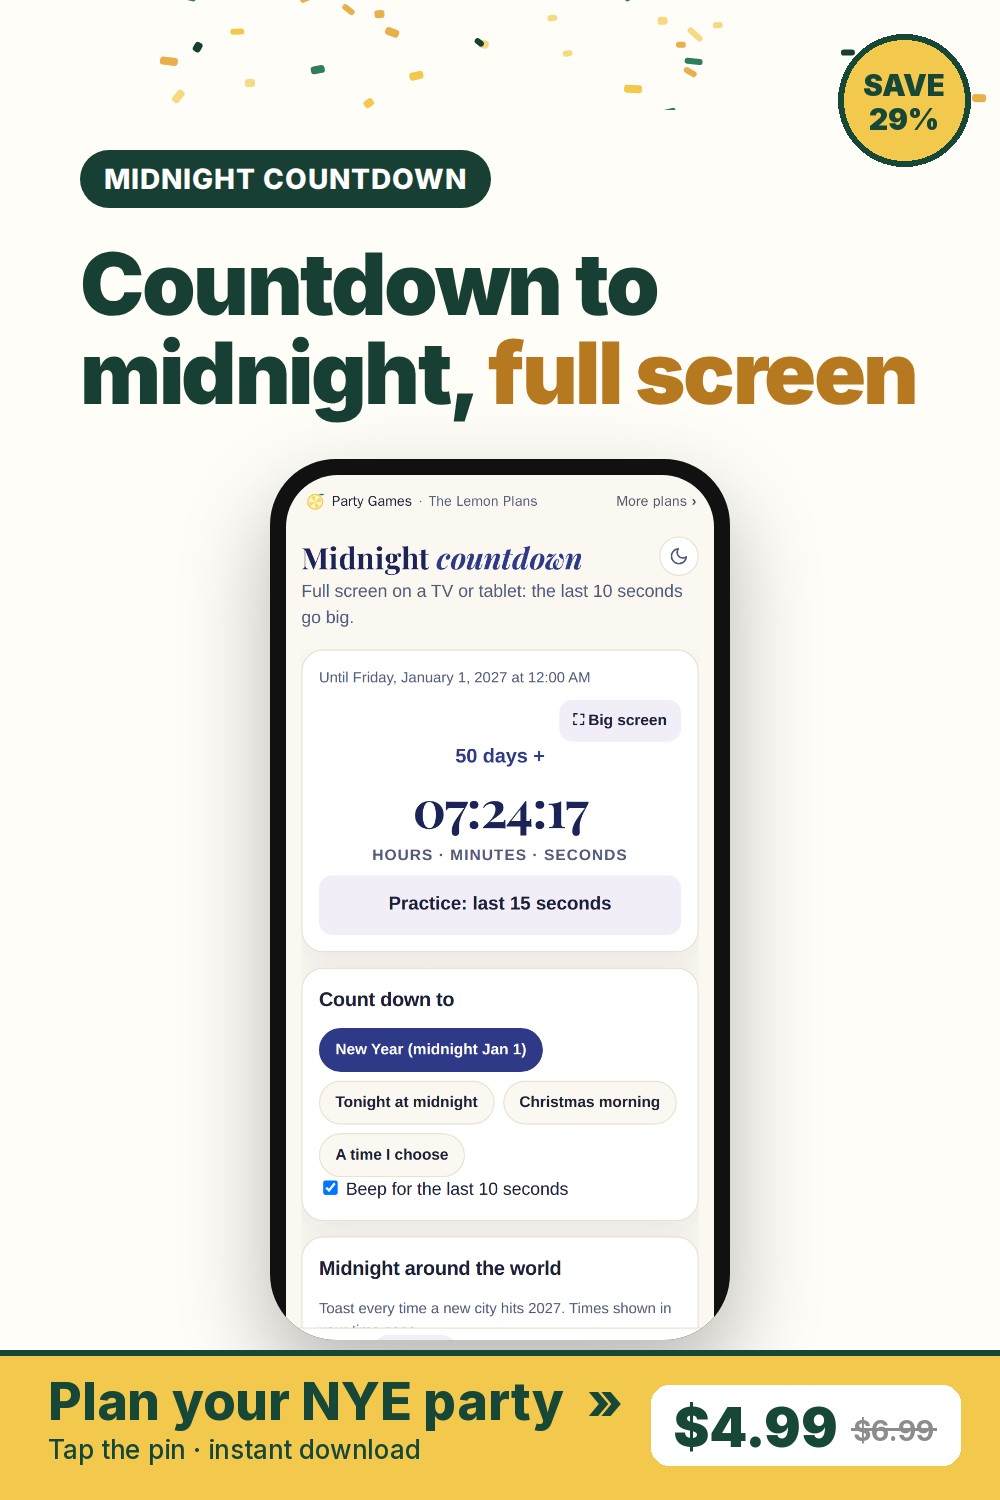 SAVE
29%
MIDNIGHT COUNTDOWN
Countdown to
midnight, full screen
Party Games · The Lemon Plans
More plans ›
Midnight countdown
Full screen on a TV or tablet: the last 10 seconds
go big.
Until Friday, January 1, 2027 at 12:00 AM
Big screen
50 days +
07:24:17
HOURS · MINUTES · SECONDS
Practice: last 15 seconds
Count down to
New Year (midnight Jan 1)
Tonight at midnight
Christmas morning
A time I choose
Beep for the last 10 seconds
Midnight around the world
Toast every time a new city hits 2027. Times shown in
Plan your NYE party »
Tap the pin · instant download
$4.99 $6.99